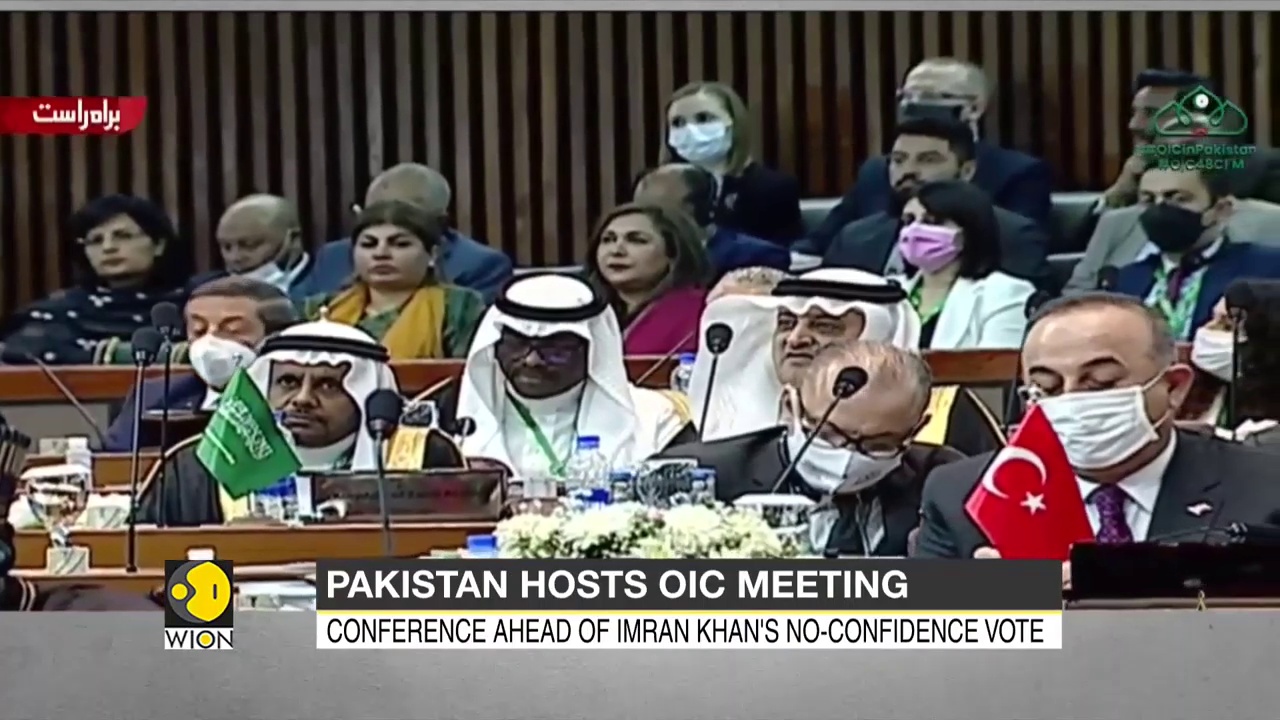 براہ راست
#OICinPakistan
#OIC48CFM
PAKISTAN HOSTS OIC MEETING
CONFERENCE AHEAD OF IMRAN KHAN'S NO-CONFIDENCE VOTE
WION